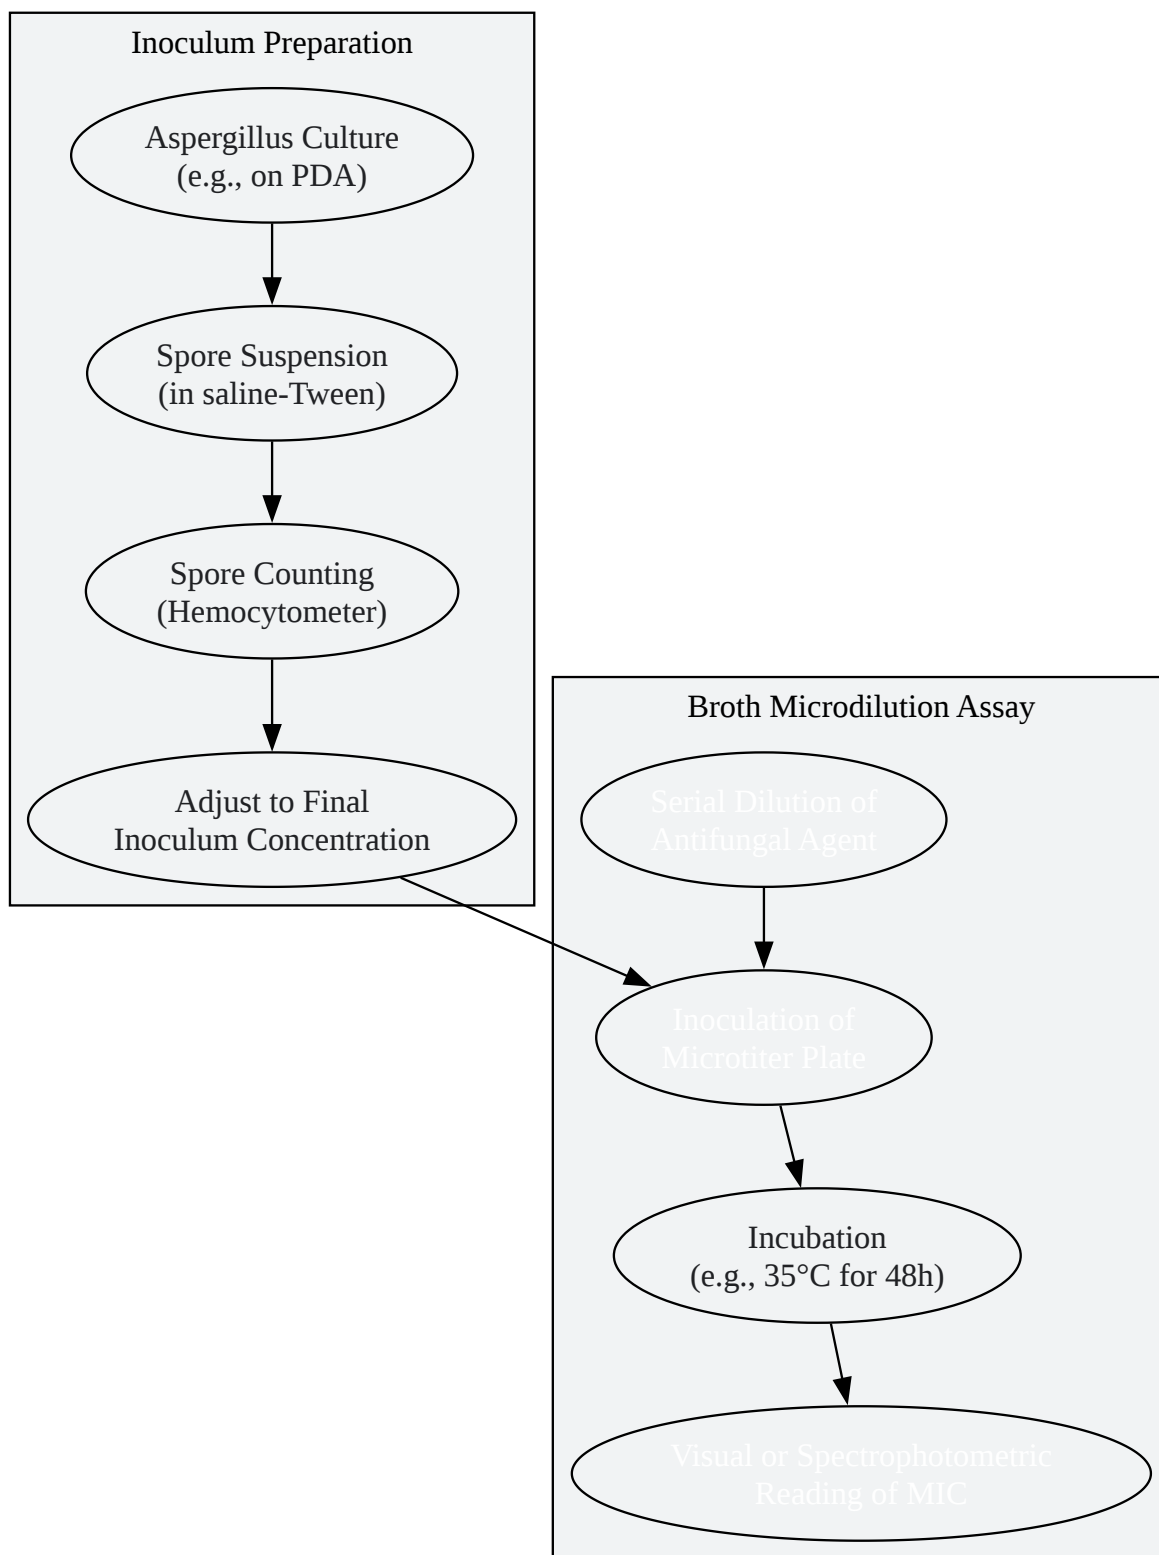 Inoculum Preparation
Aspergillus Culture
(e.g., on PDA)
Spore Suspension
(in saline-Tween)
Spore Counting
(Hemocytometer)
Adjust to Final
Inoculum Concentration
Broth Microdilution Assay
Serial Dilution of
Antifungal Agent
Inoculation of
Microtiter Plate
Incubation
(e.g., 35°C for 48h)
Visual or Spectrophotometric
Reading of MIC